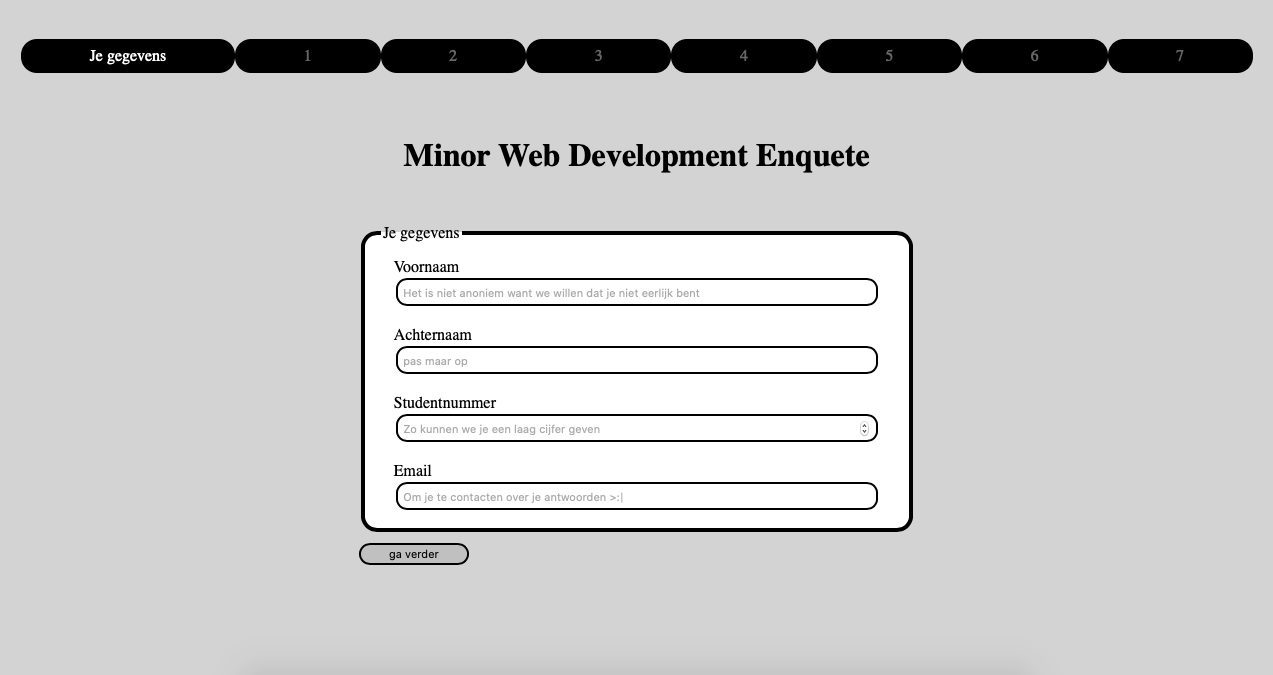 Je gegevens 1 2 3 4 5 6 7
Minor Web Development Enquete
Je gegevens
Voornaam
Het is niet anoniem want we willen dat je niet eerlijk bent
Achternaam
pas maar op
Studentnummer
Zo kunnen we je een laag cijfer geven
Email
Om je te contacten over je antwoorden >:|
ga verder